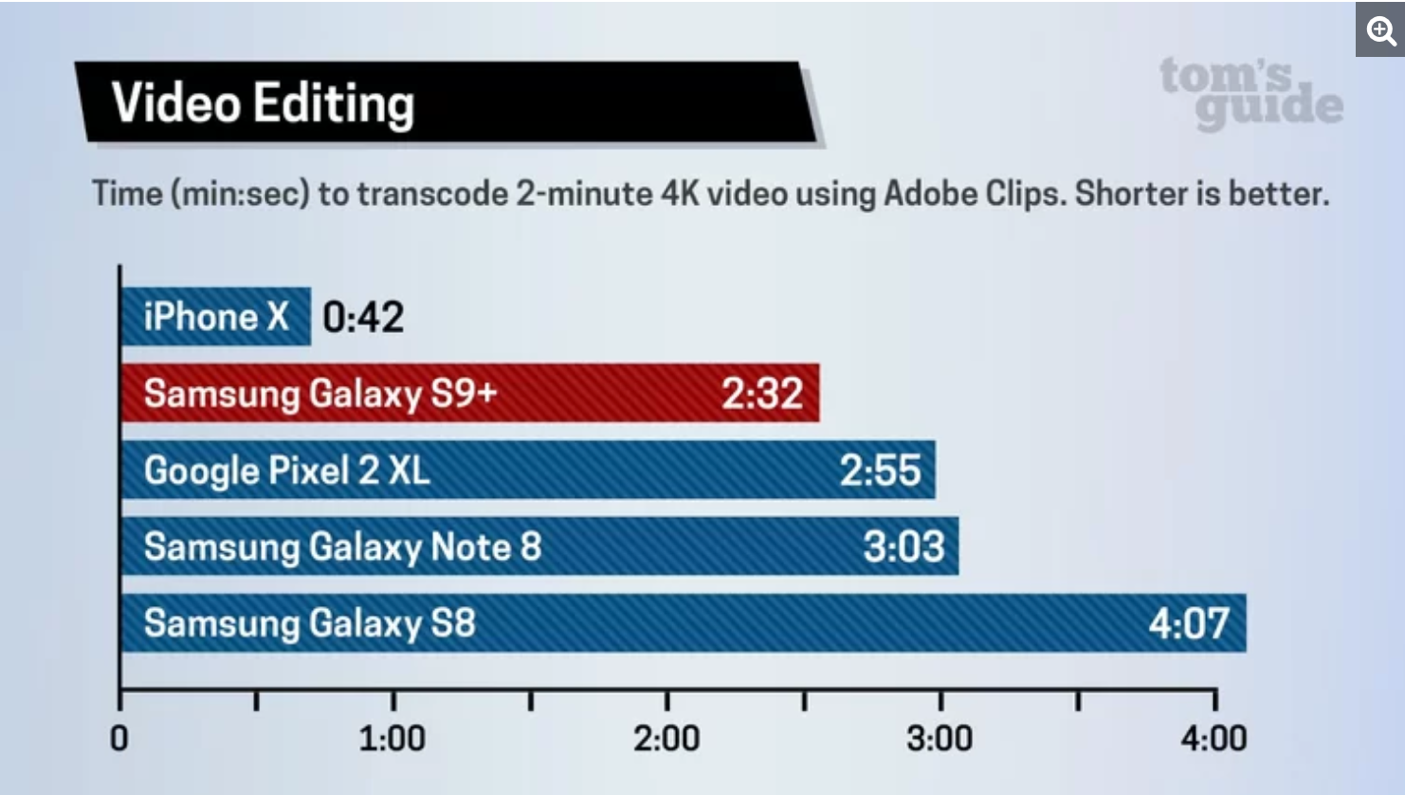 Video Editing
tom's
guide
Time (min:sec) to transcode 2-minute 4K video using Adobe Clips. Shorter is better.
iPhone X 0:42
Samsung Galaxy S9+ 2:32
Google Pixel 2 XL 2:55
Samsung Galaxy Note 8 3:03
Samsung Galaxy S8 4:07
0 1:00 2:00 3:00 4:00